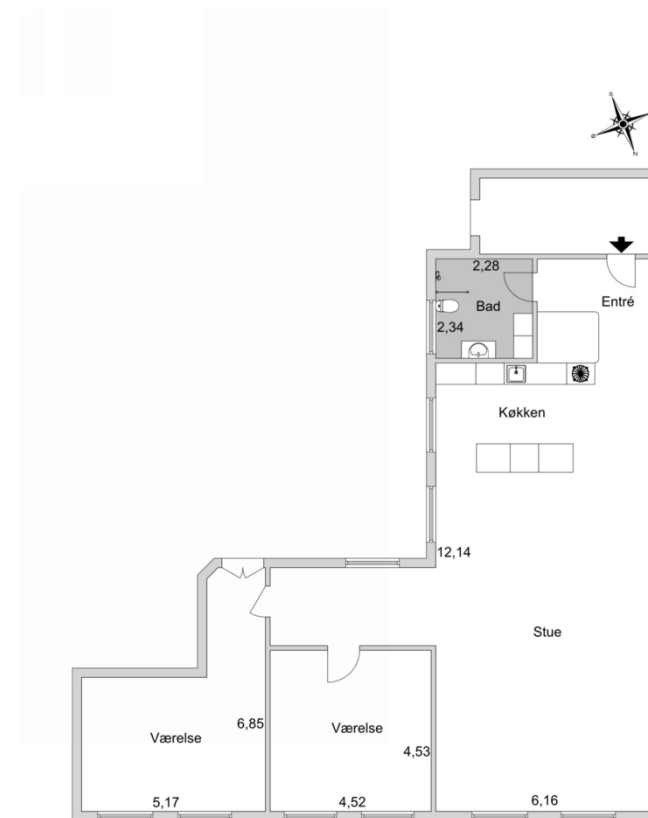 S
Ø
N
2,28
Bad
Entré
2,34
Køkken
12,14
Stue
6,85
Værelse
Værelse
4,53
5,17
4,52
6,16